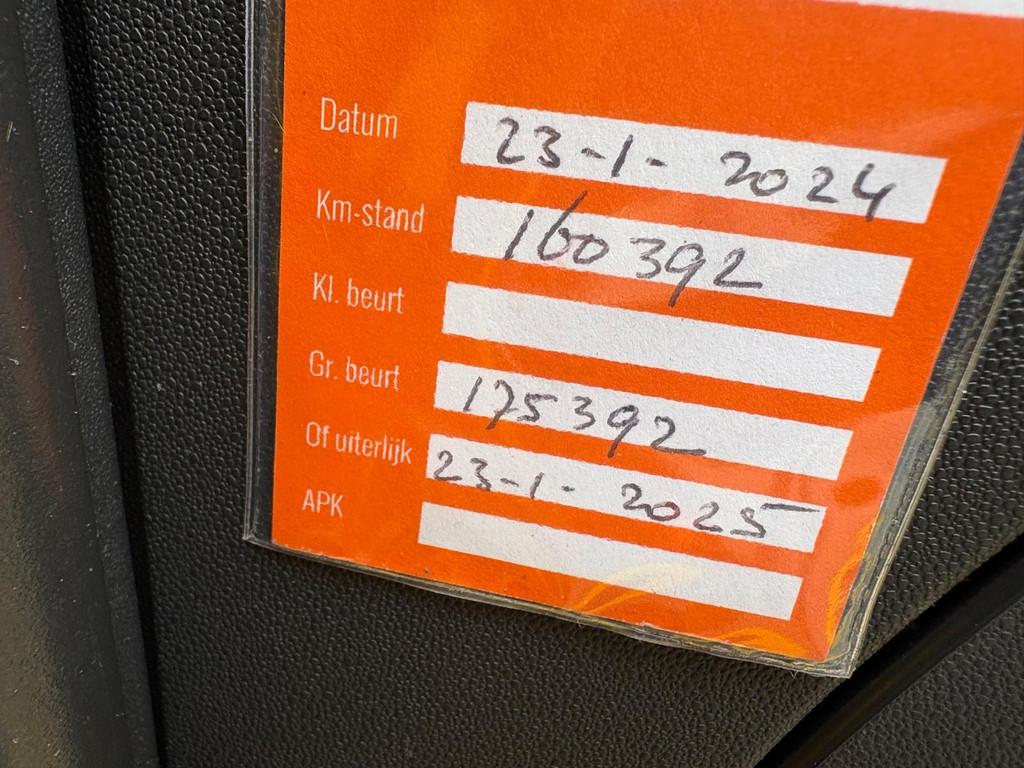 Datum 23-1-2024
Km-stand 160392
Kl. beurt
Gr. beurt 175392
Of uiterlijk 23-1-2025
APK